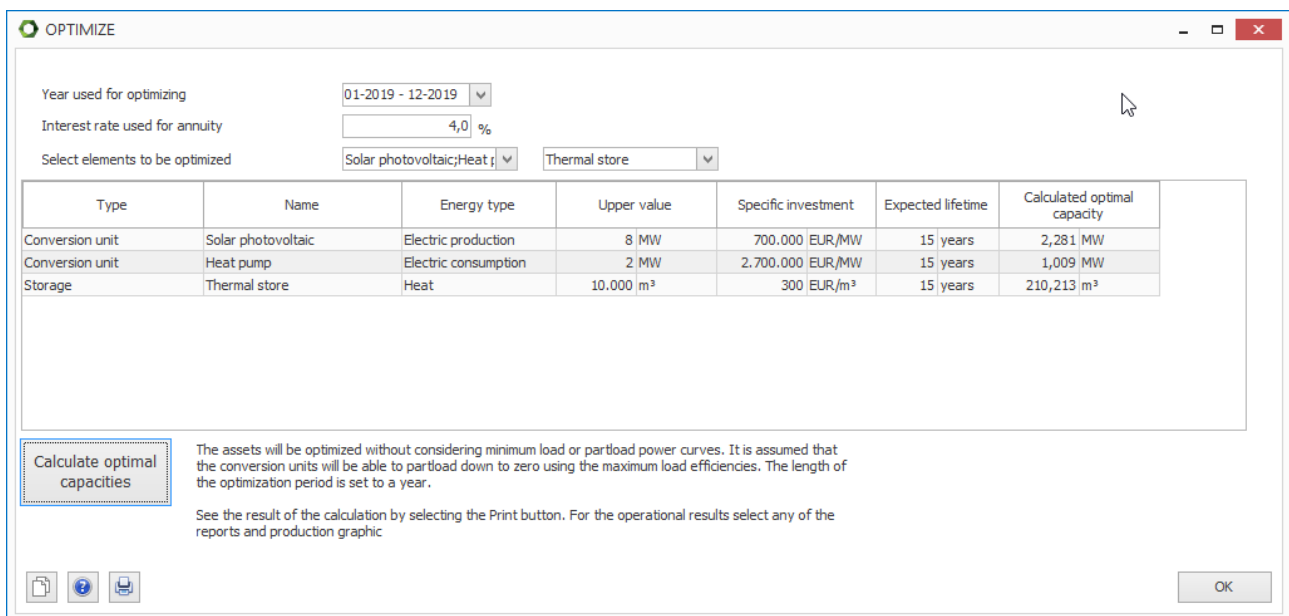 OPTIMIZE
Year used for optimizing 01-2019 - 12-2019
Interest rate used for annuity 4,0 %
Select elements to be optimized Solar photovoltaic;Heat p Thermal store
Type Name Energy type Upper value Specific investment Expected lifetime Calculated optimal capacity
Conversion unit Solar photovoltaic Electric production 8 MW 700.000 EUR/MW 15 years 2,281 MW
Conversion unit Heat pump Electric consumption 2 MW 2.700.000 EUR/MW 15 years 1,009 MW
Storage Thermal store Heat 10.000 m³ 300 EUR/m³ 15 years 210,213 m³
Calculate optimal capacities
The assets will be optimized without considering minimum load or partload power curves. It is assumed that
the conversion units will be able to partload down to zero using the maximum load efficiencies. The length of
the optimization period is set to a year.
See the result of the calculation by selecting the Print button. For the operational results select any of the
reports and production graphic
OK